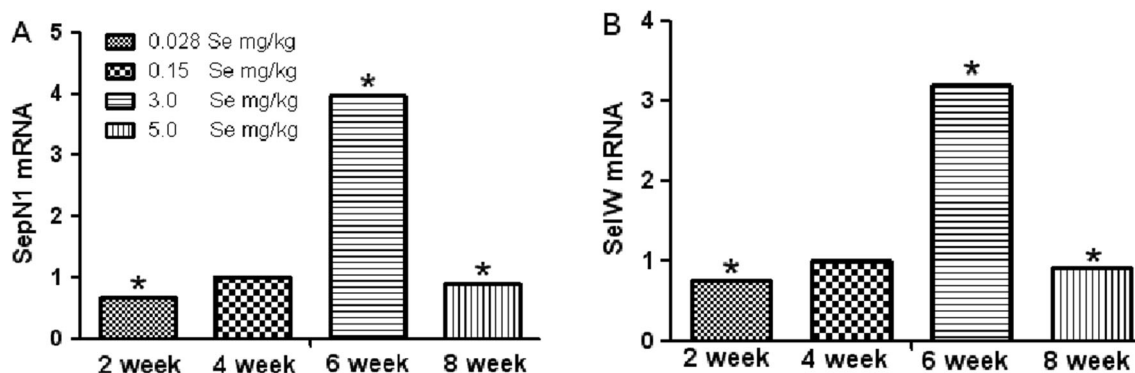 A
SepN1 mRNA
5
4
3
2
1
0
0.028 Se mg/kg
0.15 Se mg/kg
3.0 Se mg/kg
5.0 Se mg/kg
*
*
*
2 week
4 week
6 week
8 week
B
SelW mRNA
4
3
2
1
0
*
*
*
2 week
4 week
6 week
8 week